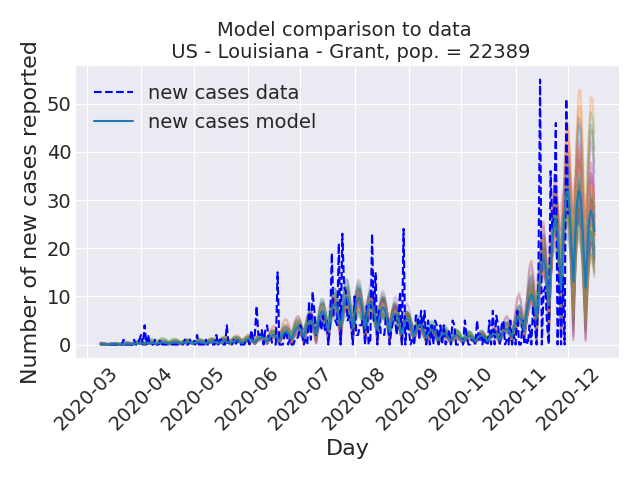 Model comparison to data
US - Louisiana - Grant, pop. = 22389
new cases data
new cases model
Number of new cases reported
50
40
30
20
10
0
2020-03
2020-04
2020-05
2020-06
2020-07
2020-08
2020-09
2020-10
2020-11
2020-12
Day